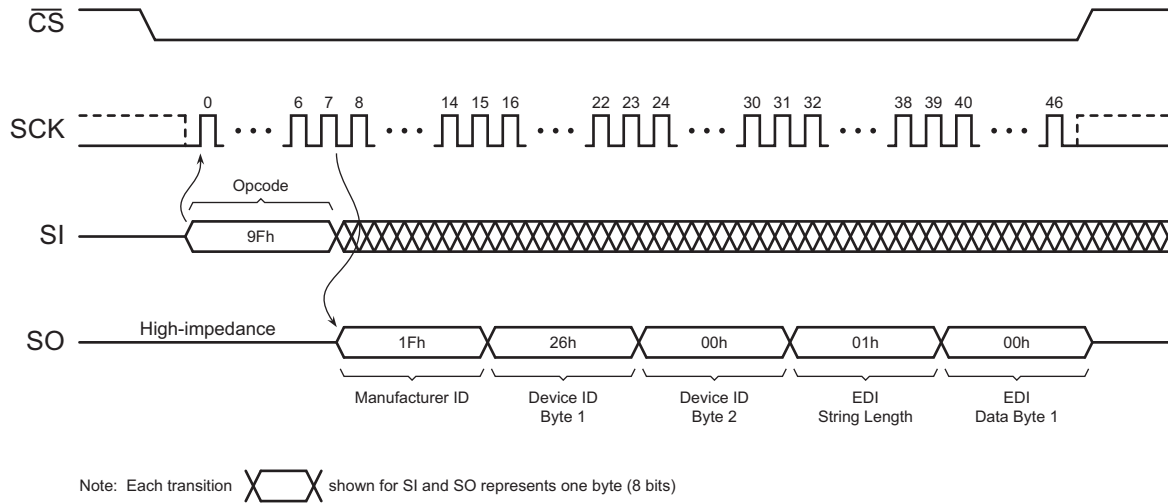 CS
0 6 7 8 14 15 16 22 23 24 30 31 32 38 39 40 46
SCK
Opcode
SI
9Fh
High-impedance
SO
1Fh 26h 00h 01h 00h
Manufacturer ID Device ID Device ID EDI EDI
Byte 1 Byte 2 String Length Data Byte 1
Note: Each transition shown for SI and SO represents one byte (8 bits)